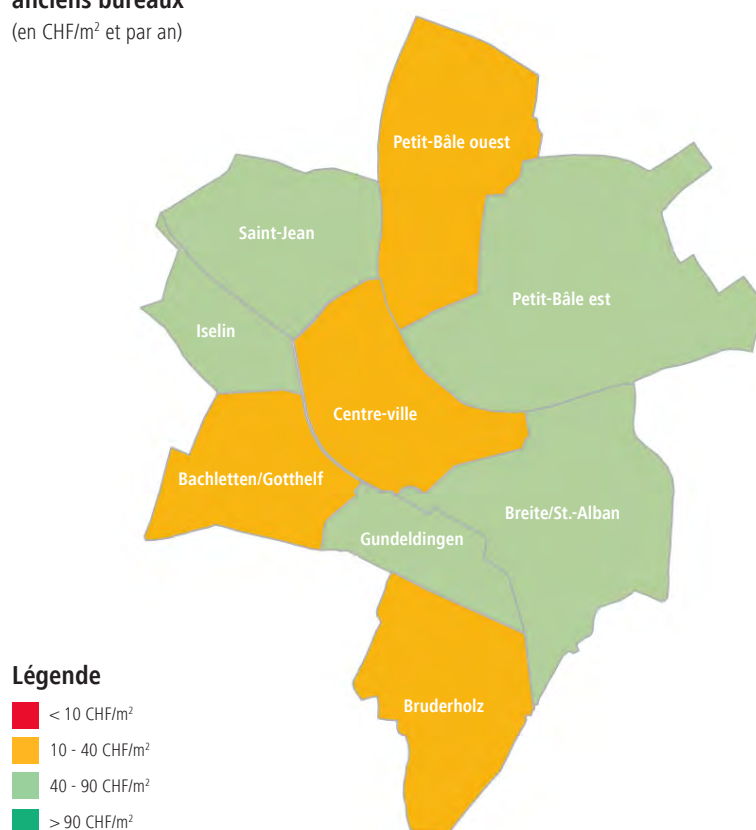 anciens bureaux
(en CHF/m² et par an)
Petit-Bâle ouest
Saint-Jean
Petit-Bâle est
Iselin
Centre-ville
Bachletten/Gotthelf
Breite/St.-Alban
Gundeldingen
Bruderholz
Légende
< 10 CHF/m²
10 - 40 CHF/m²
40 - 90 CHF/m²
> 90 CHF/m²